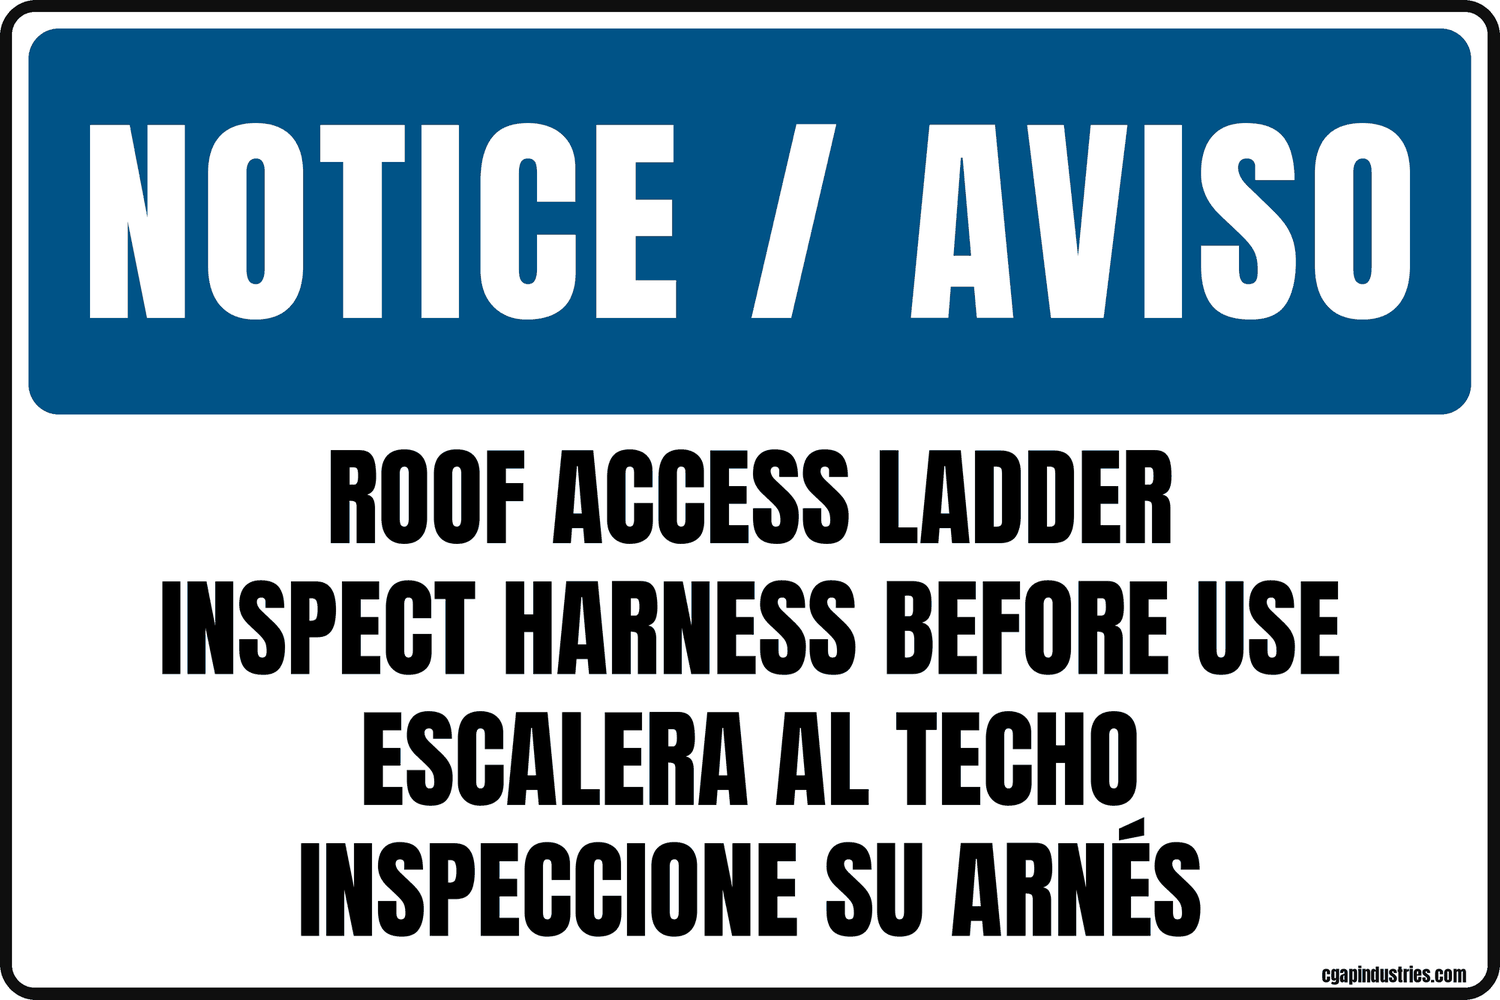 NOTICE / AVISO
ROOF ACCESS LADDER
INSPECT HARNESS BEFORE USE
ESCALERA AL TECHO
INSPECCIONE SU ARNÉS
cgapindustries.com